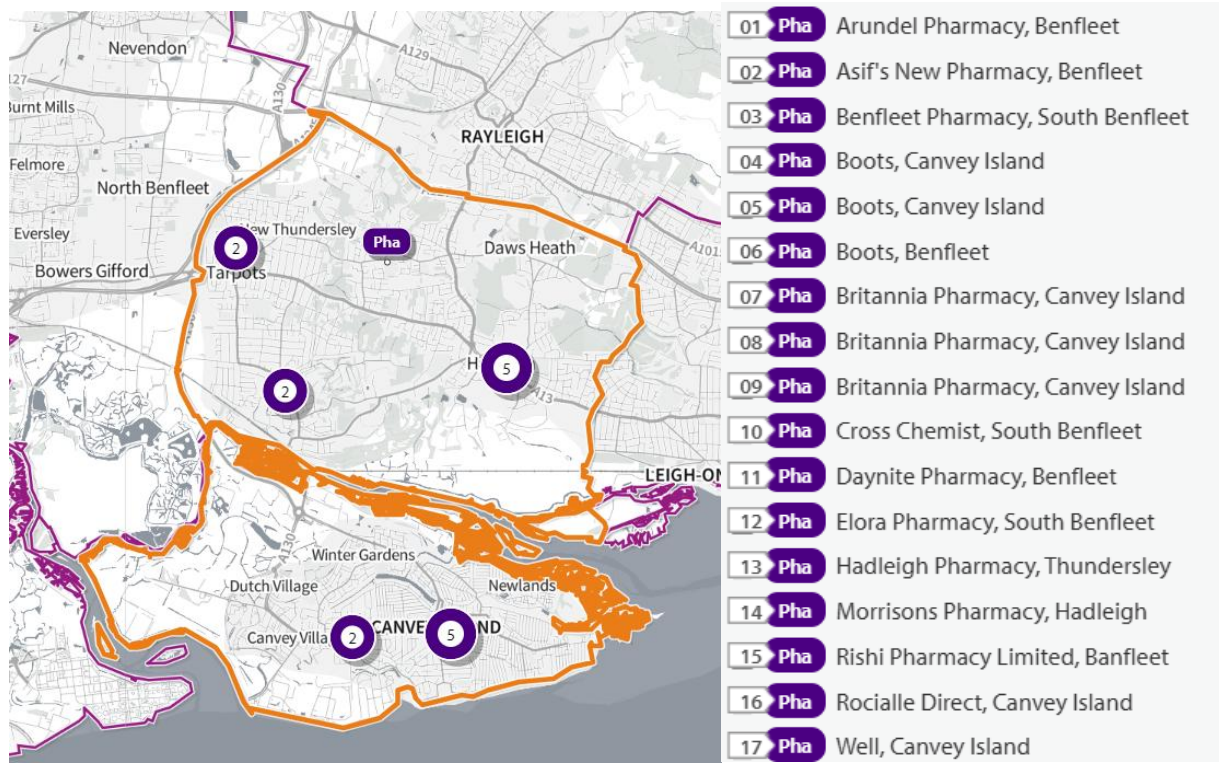 Nevendon
A129
127
A130
Burnt Mills
RAYLEIGH
Felmore
North Benfleet
Eversley
New Thundersley
Pha
Daws Heath
A1015
2
Bowers Gifford
Tarpots
A130
H
5
2
A13
LEIGH-ON
A130
Winter Gardens
Dutch Village
Newlands
Canvey Villa
2
CANVE
5
ND
01 Pha Arundel Pharmacy, Benfleet
02 Pha Asif's New Pharmacy, Benfleet
03 Pha Benfleet Pharmacy, South Benfleet
04 Pha Boots, Canvey Island
05 Pha Boots, Canvey Island
06 Pha Boots, Benfleet
07 Pha Britannia Pharmacy, Canvey Island
08 Pha Britannia Pharmacy, Canvey Island
09 Pha Britannia Pharmacy, Canvey Island
10 Pha Cross Chemist, South Benfleet
11 Pha Daynite Pharmacy, Benfleet
12 Pha Elora Pharmacy, South Benfleet
13 Pha Hadleigh Pharmacy, Thundersley
14 Pha Morrisons Pharmacy, Hadleigh
15 Pha Rishi Pharmacy Limited, Banfleet
16 Pha Rocialle Direct, Canvey Island
17 Pha Well, Canvey Island